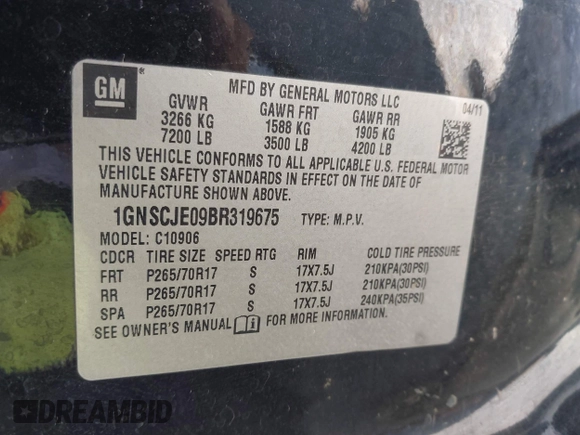 GM ®
MFD BY GENERAL MOTORS LLC
04/11
GVWR GAWR FRT GAWR RR
3266 KG 1588 KG 1905 KG
7200 LB 3500 LB 4200 LB
THIS VEHICLE CONFORMS TO ALL APPLICABLE U.S. FEDERAL MOTOR
VEHICLE SAFETY STANDARDS IN EFFECT ON THE DATE OF
MANUFACTURE SHOWN ABOVE.
1GNSCJE09BR319675 TYPE: M.P.V.
MODEL: C10906
CDCR TIRE SIZE SPEED RTG RIM COLD TIRE PRESSURE
FRT P265/70R17 S 17X7.5J 210KPA(30PSI)
RR P265/70R17 S 17X7.5J 210KPA(30PSI)
SPA P265/70R17 S 17X7.5J 240KPA(35PSI)
SEE OWNER'S MANUAL FOR MORE INFORMATION.
DREAMBID